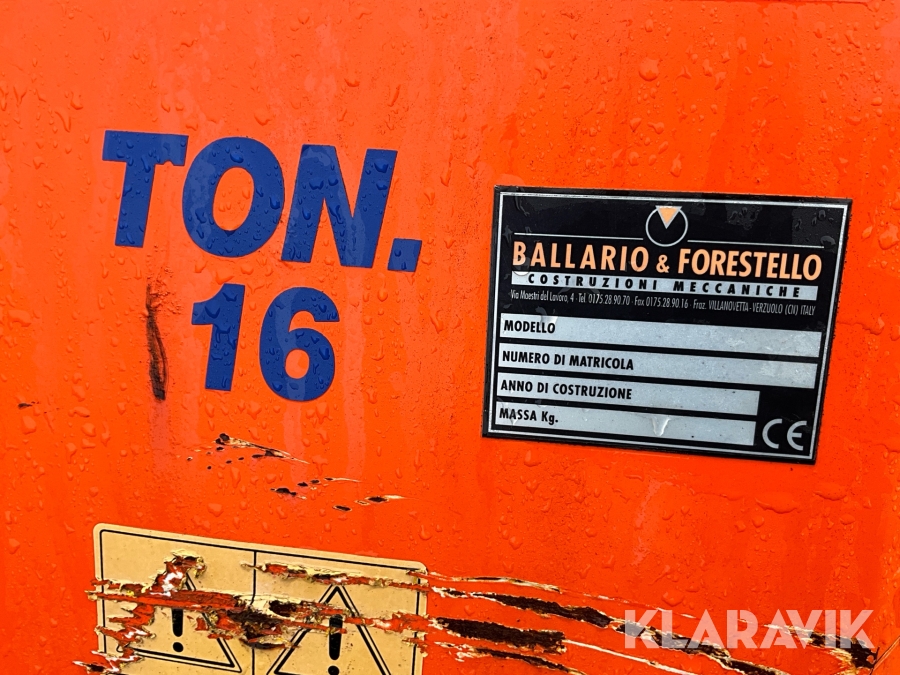 TON.
16
BALLARIO & FORESTELLO
COSTRUZIONI MECCANICHE
Via Maestri del Lavoro, 4 - Tel. 0175 28.90.70 - Fax 0175 28.90.16 - Fraz. VILLANOVETTA - VERZUOLO (CN) ITALY
MODELLO
NUMERO DI MATRICOLA
ANNO DI COSTRUZIONE
MASSA Kg.
CE
KLARAVIK